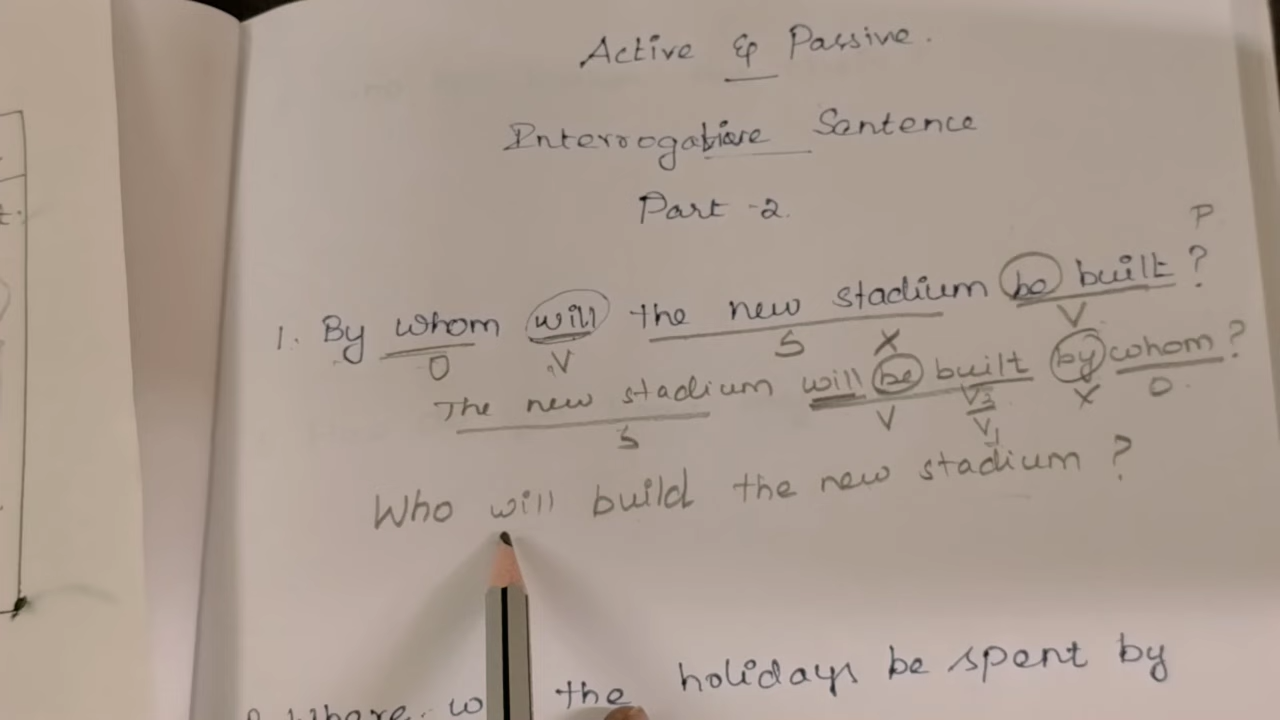 Active & Passive.
Interrogative Sentence
Part -2.
P
1. By whom will the new stadium be built ?
O V S X V
The new stadium will be built by whom ?
S V V3 X O.
V1
Who will build the new stadium ?
Where the holidays be spent by